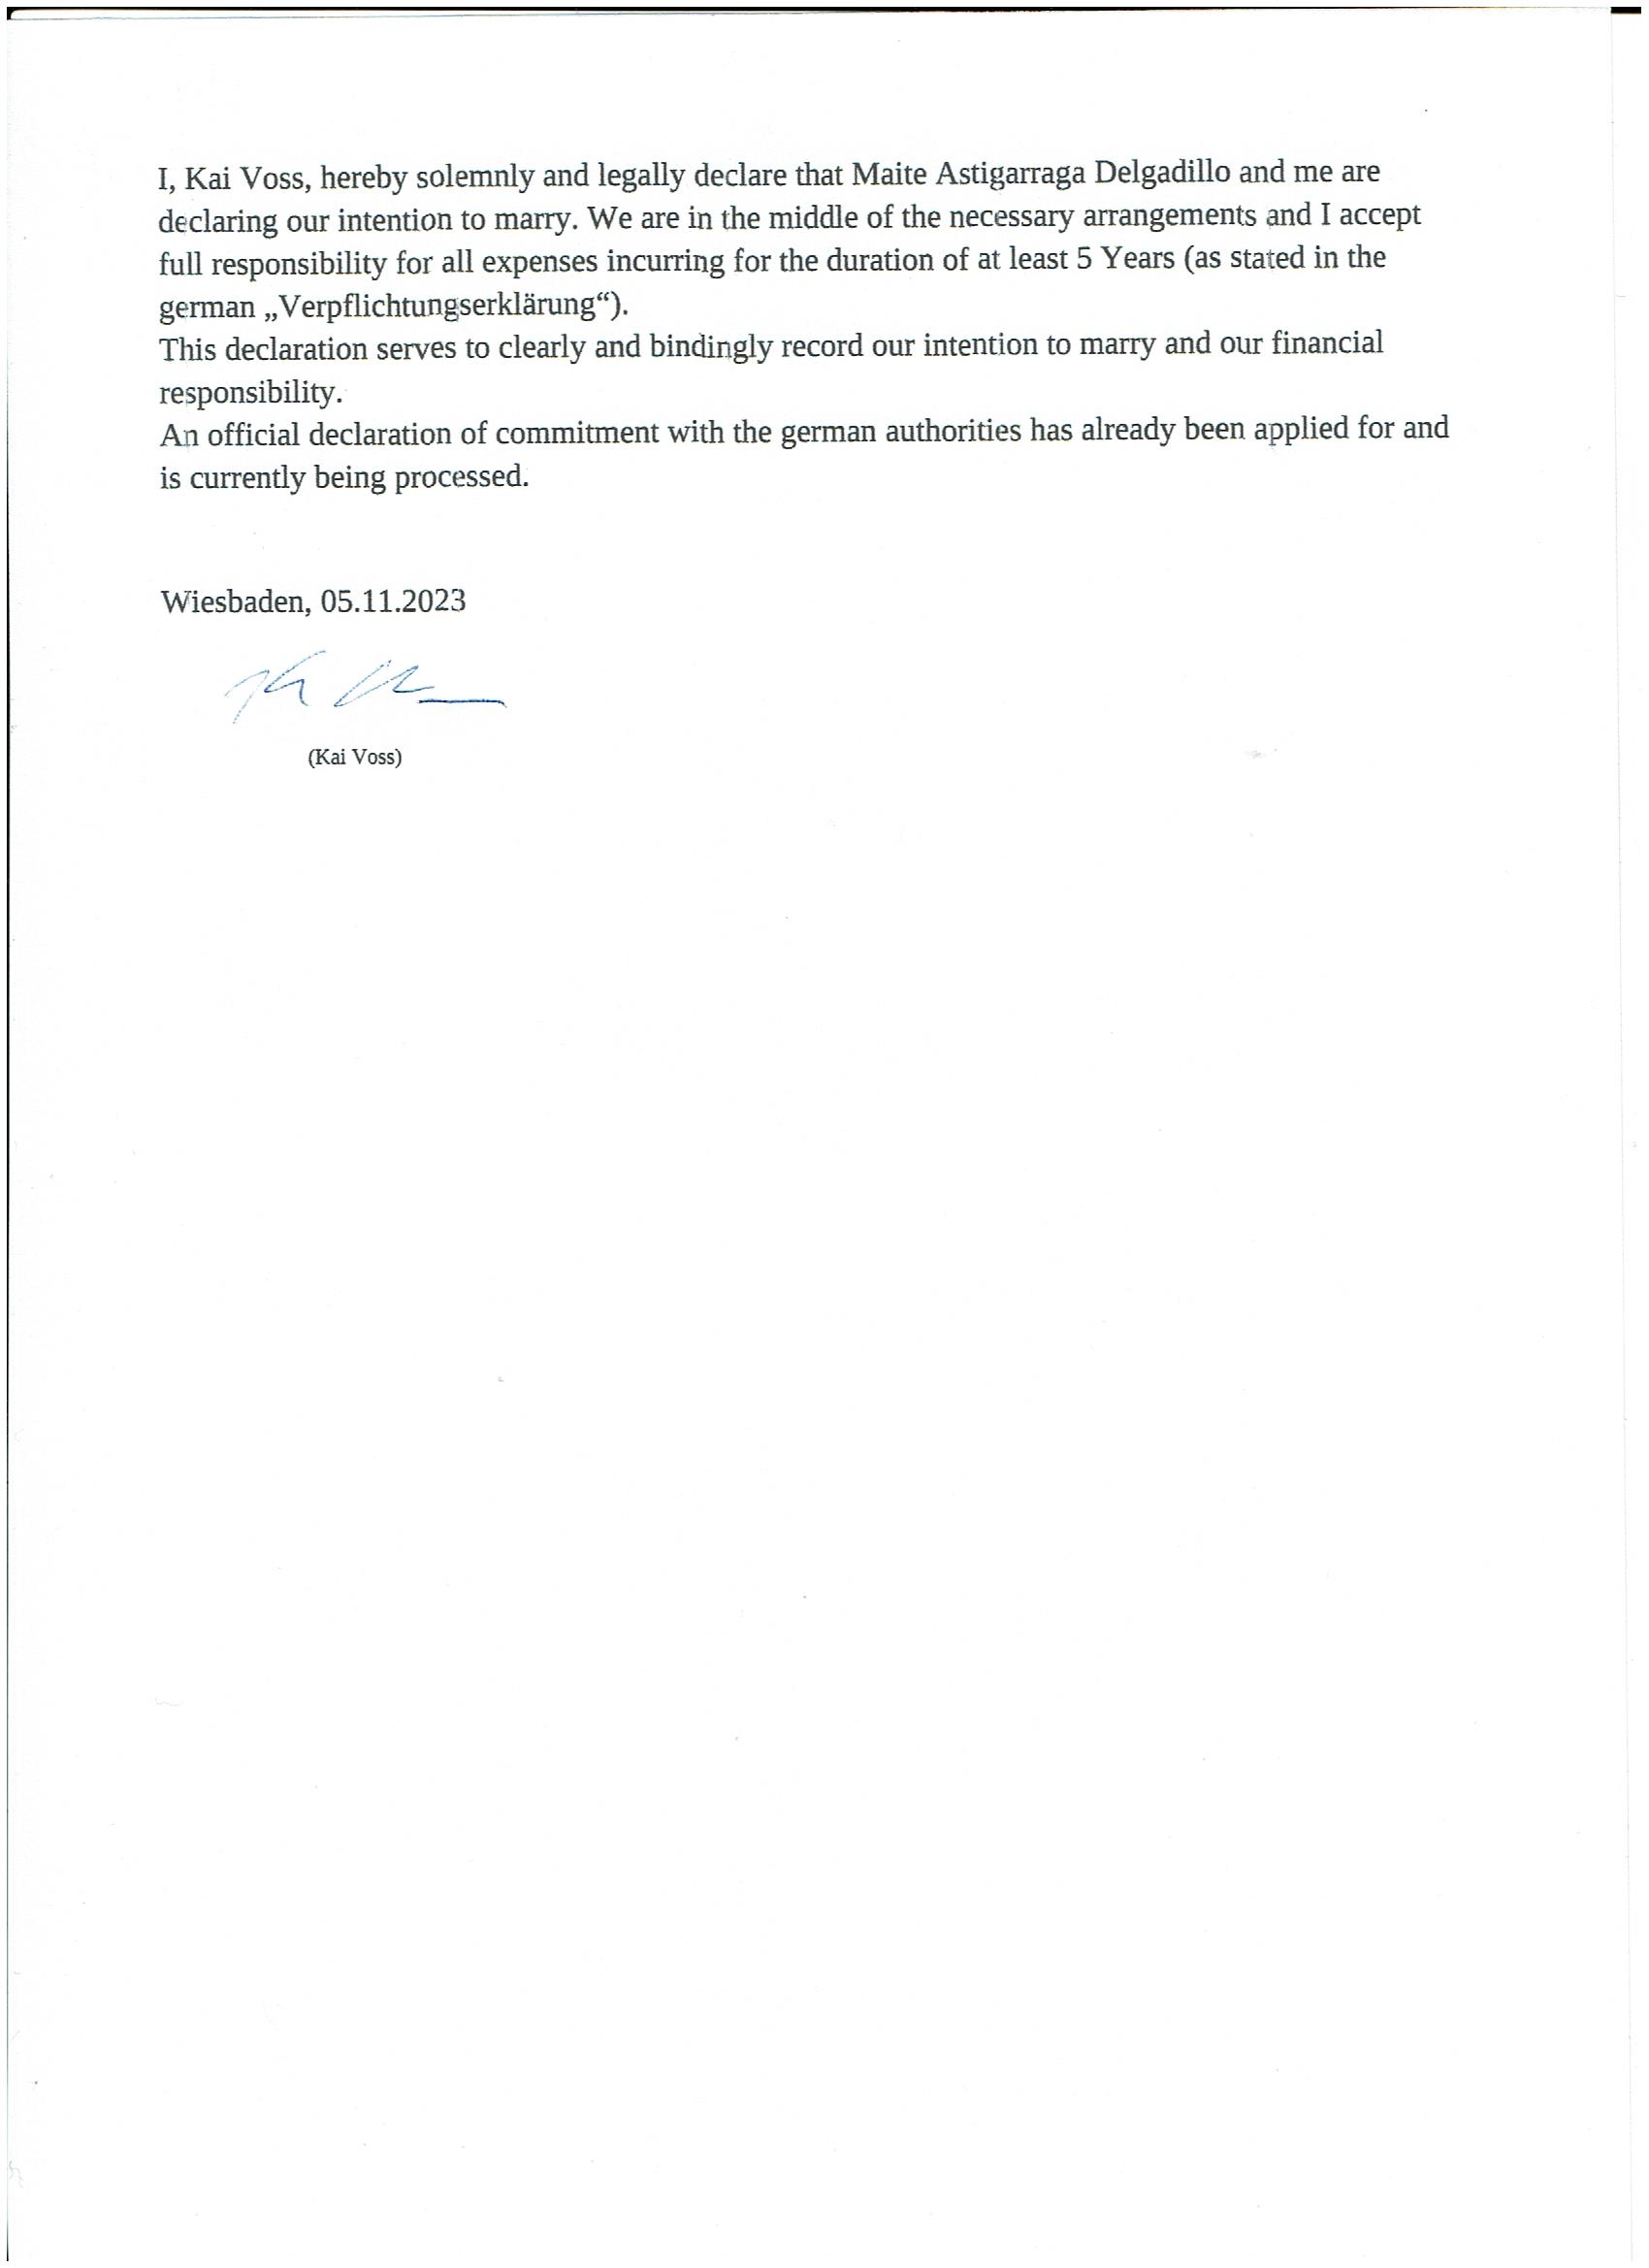 I, Kai Voss, hereby solemnly and legally declare that Maite Astigarraga Delgadillo and me are
declaring our intention to marry. We are in the middle of the necessary arrangements and I accept
full responsibility for all expenses incurring for the duration of at least 5 Years (as stated in the
german „Verpflichtungserklärung“).
This declaration serves to clearly and bindingly record our intention to marry and our financial
responsibility.
An official declaration of commitment with the german authorities has already been applied for and
is currently being processed.
Wiesbaden, 05.11.2023
(Kai Voss)